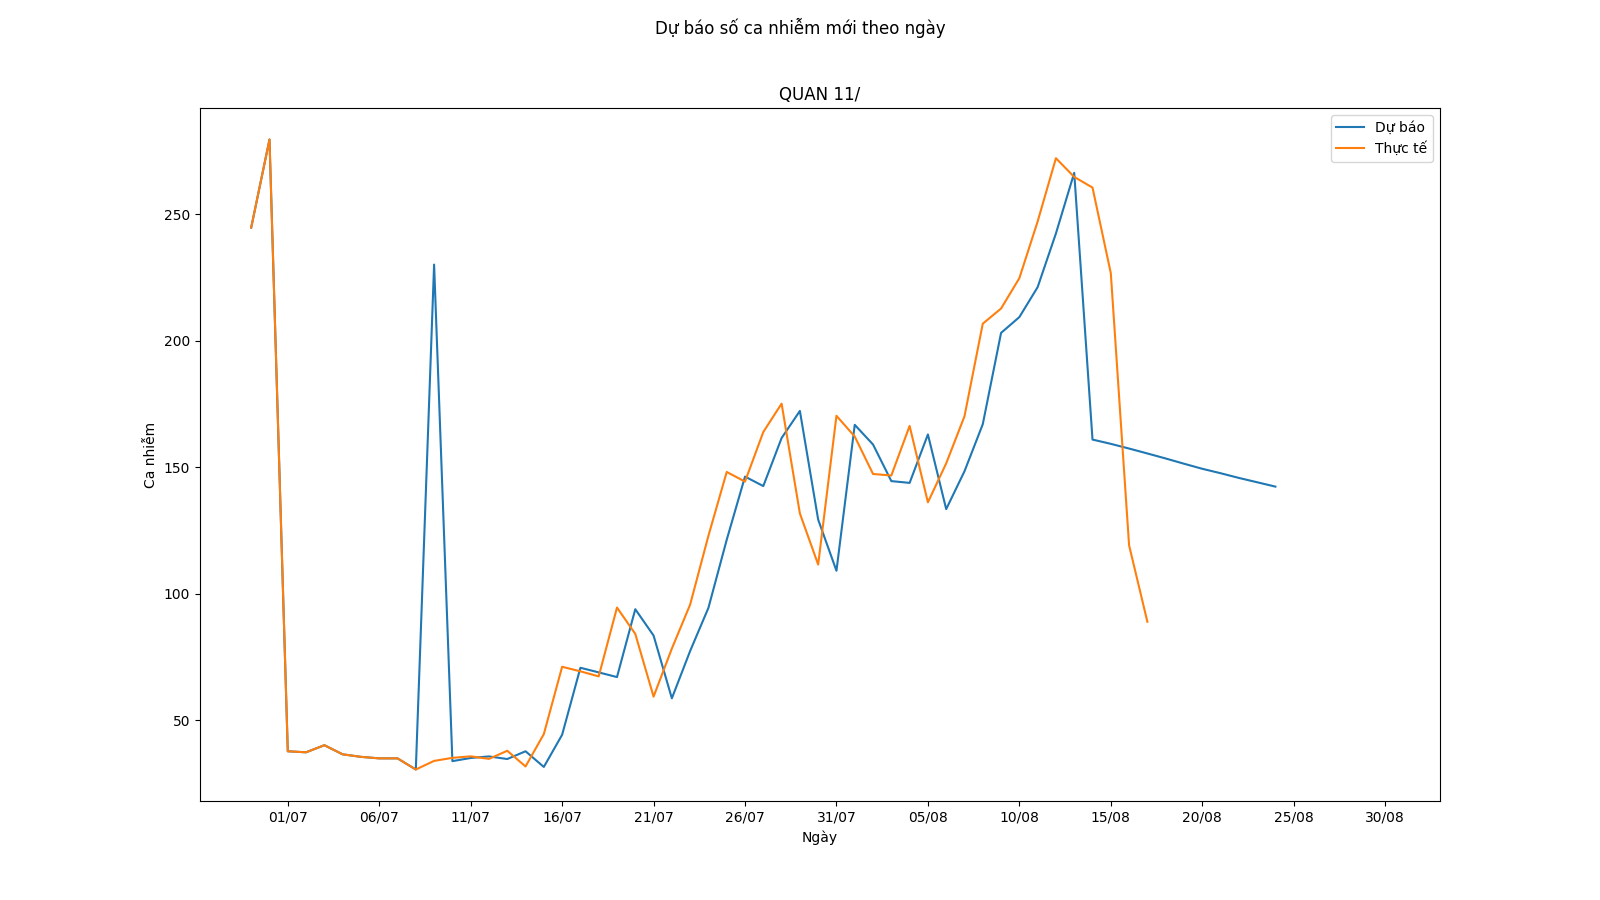 Dự báo số ca nhiễm mới theo ngày
QUAN 11/
Dự báo
Thực tế
250
200
150
100
50
Ca nhiễm
01/07 06/07 11/07 16/07 21/07 26/07 31/07 05/08 10/08 15/08 20/08 25/08 30/08
Ngày